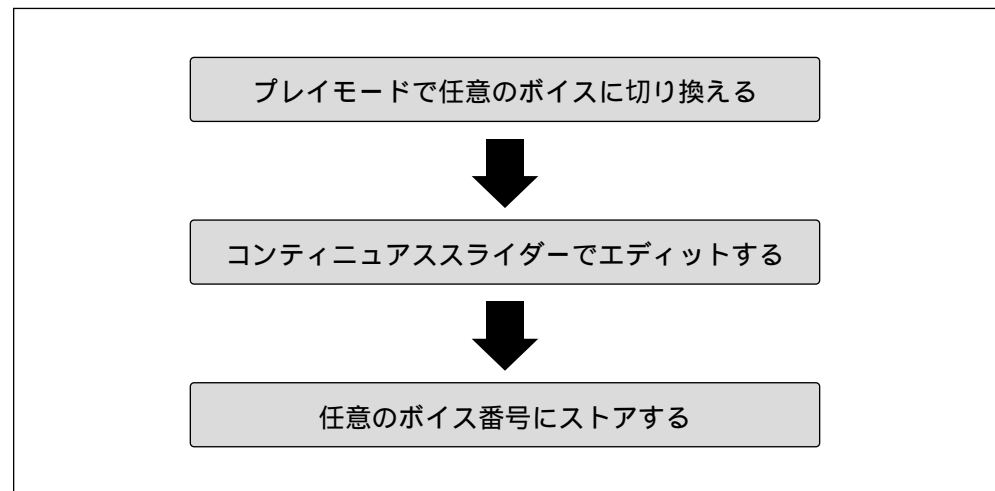 プレイモードで任意のボイスに切り換える
コンティニュアススライダーでエディットする
任意のボイス番号にストアする